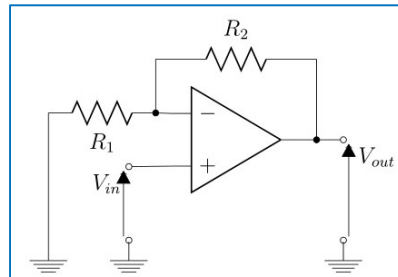 R₂
R₁
−
+
Vᵢₙ
Vₒᵤₜ